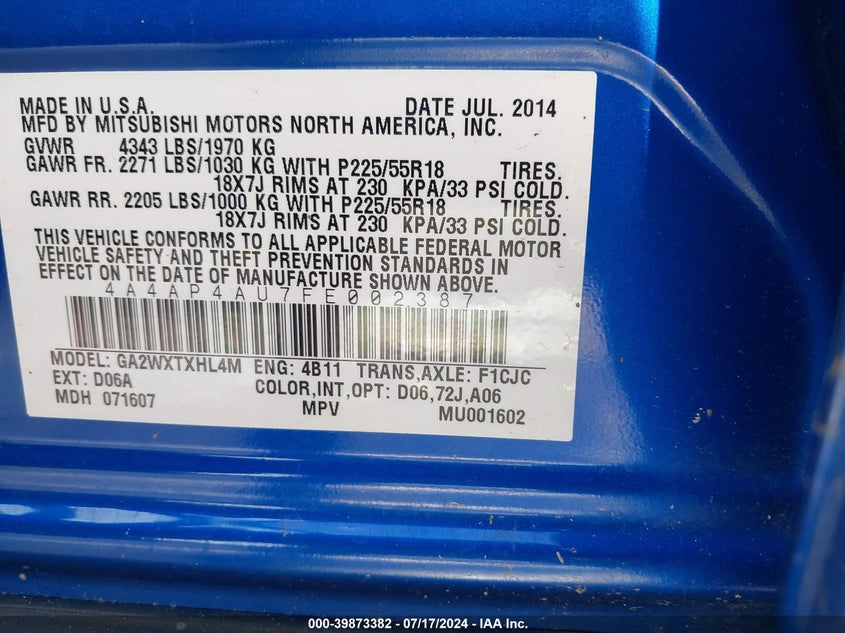 MADE IN U.S.A. DATE JUL. 2014
MFD BY MITSUBISHI MOTORS NORTH AMERICA, INC.
GVWR 4343 LBS/1970 KG
GAWR FR. 2271 LBS/1030 KG WITH P225/55R18 TIRES.
18X7J RIMS AT 230 KPA/33 PSI COLD.
GAWR RR. 2205 LBS/1000 KG WITH P225/55R18 TIRES.
18X7J RIMS AT 230 KPA/33 PSI COLD.
THIS VEHICLE CONFORMS TO ALL APPLICABLE FEDERAL MOTOR
VEHICLE SAFETY AND THEFT PREVENTION STANDARDS IN
EFFECT ON THE DATE OF MANUFACTURE SHOWN ABOVE.
4A4AP4AU7FE002387
MODEL: GA2WXTXHL4M ENG: 4B11 TRANS,AXLE: F1CJC
EXT: D06A COLOR,INT,OPT: D06,72J,A06
MDH 071607 MPV MU001602
000-39873382 / 07/17/2024 - IAA Inc.